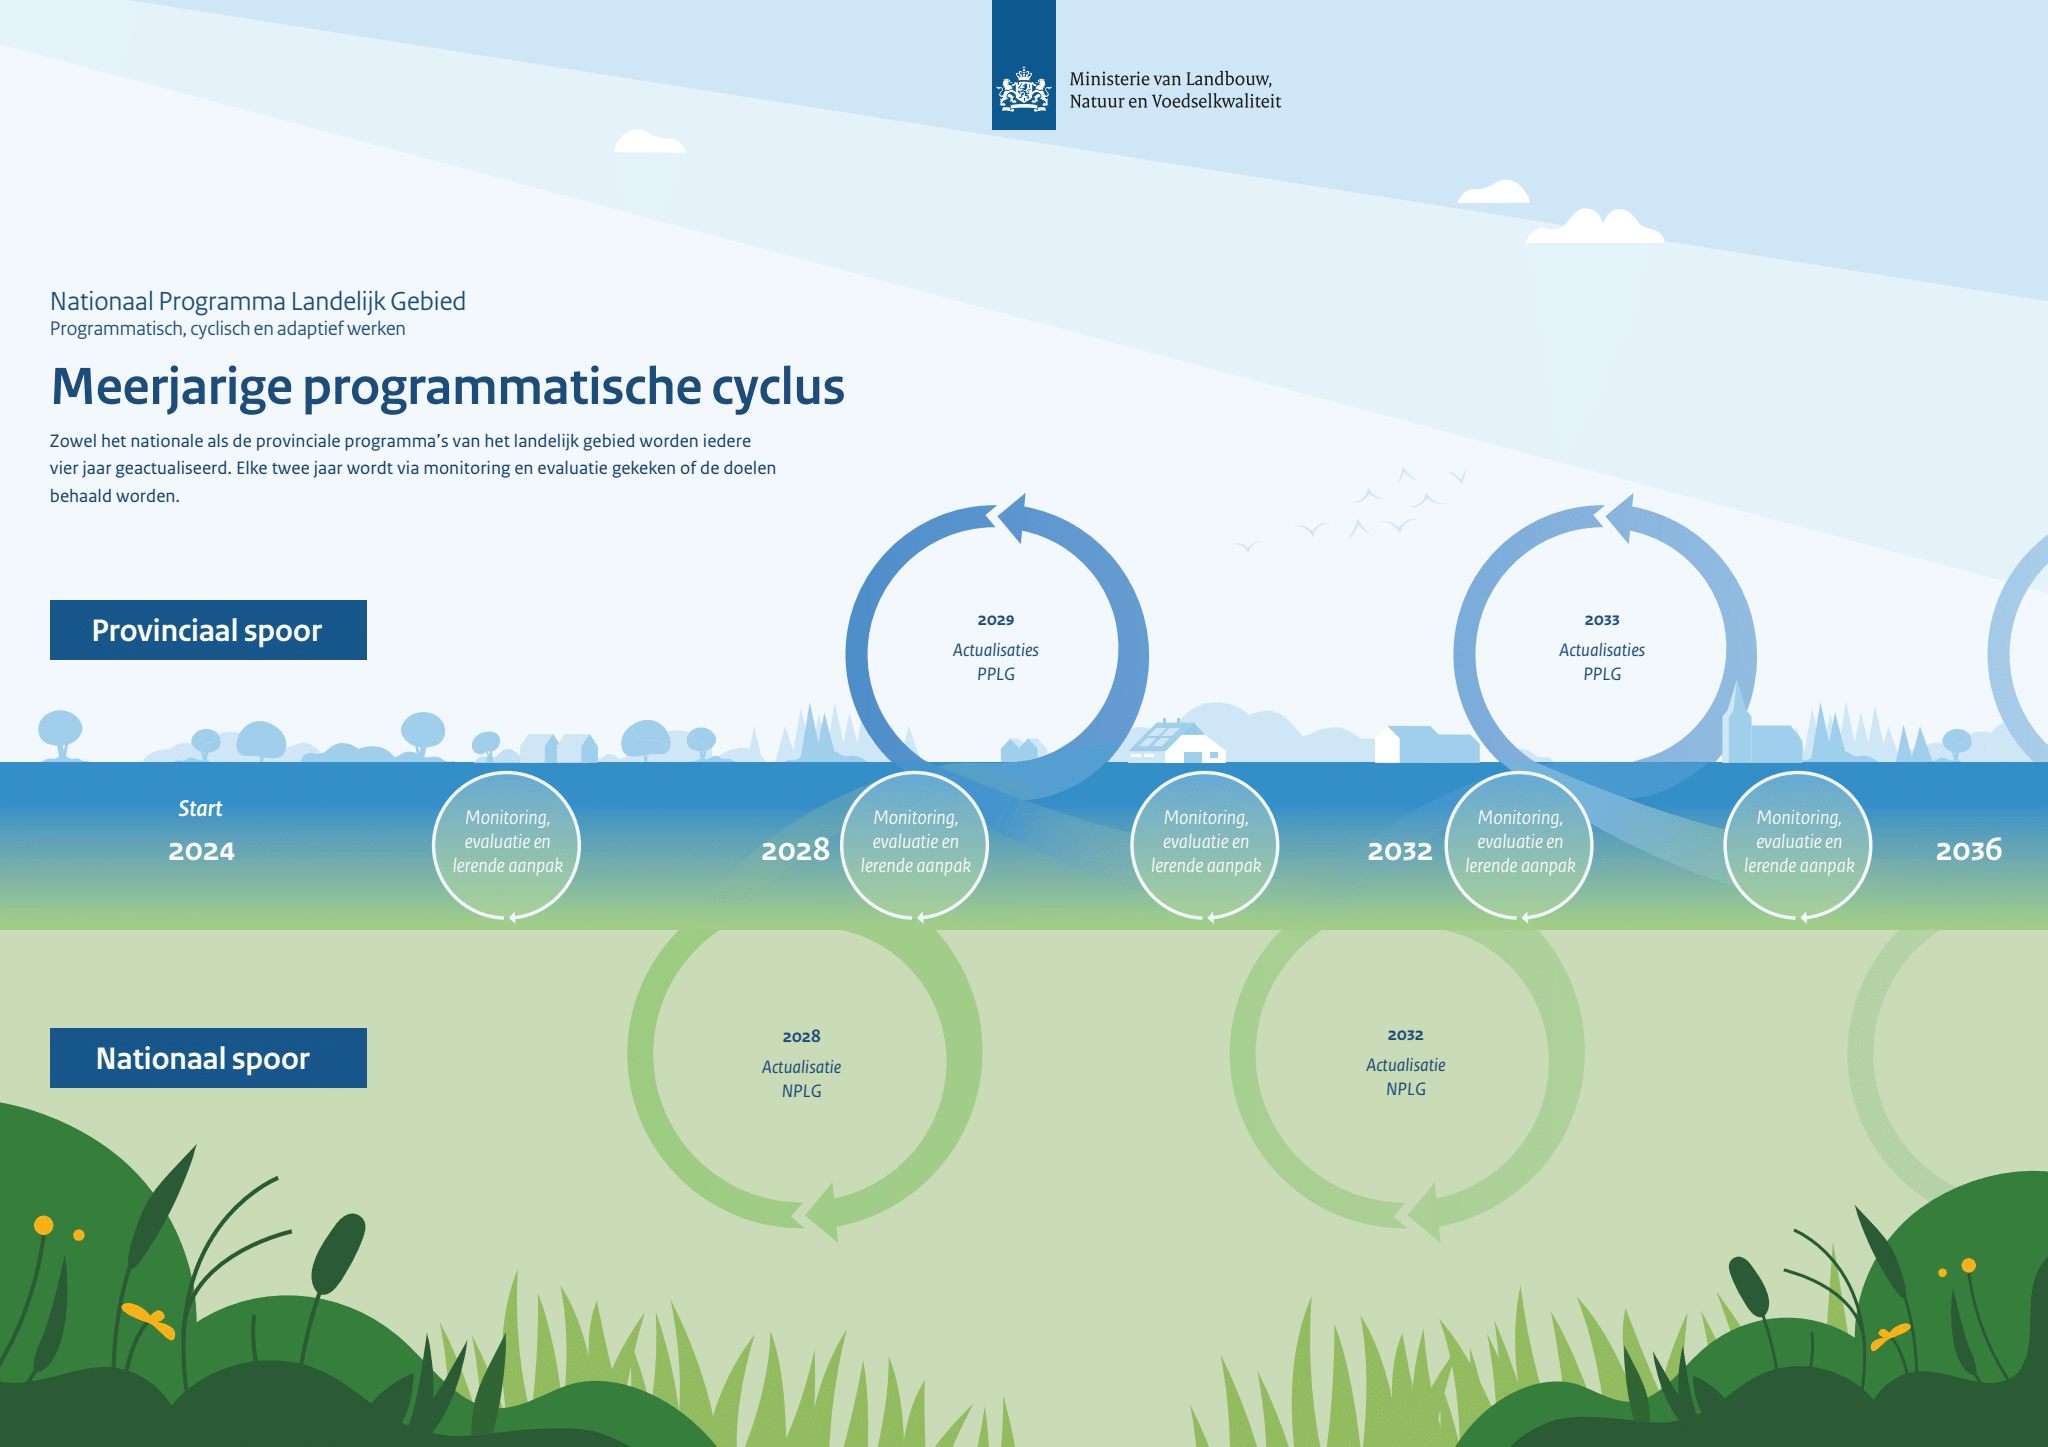 Ministerie van Landbouw,
Natuur en Voedselkwaliteit
Nationaal Programma Landelijk Gebied
Programmatisch, cyclisch en adaptief werken
Meerjarige programmatische cyclus
Zowel het nationale als de provinciale programma’s van het landelijk gebied worden iedere
vier jaar geactualiseerd. Elke twee jaar wordt via monitoring en evaluatie gekeken of de doelen
behaald worden.
Provinciaal spoor
2029
Actualisaties
PPLG
2033
Actualisaties
PPLG
Start
2024
Monitoring,
evaluatie en
lerende aanpak
2028
Monitoring,
evaluatie en
lerende aanpak
Monitoring,
evaluatie en
lerende aanpak
2032
Monitoring,
evaluatie en
lerende aanpak
Monitoring,
evaluatie en
lerende aanpak
2036
Nationaal spoor
2028
Actualisatie
NPLG
2032
Actualisatie
NPLG